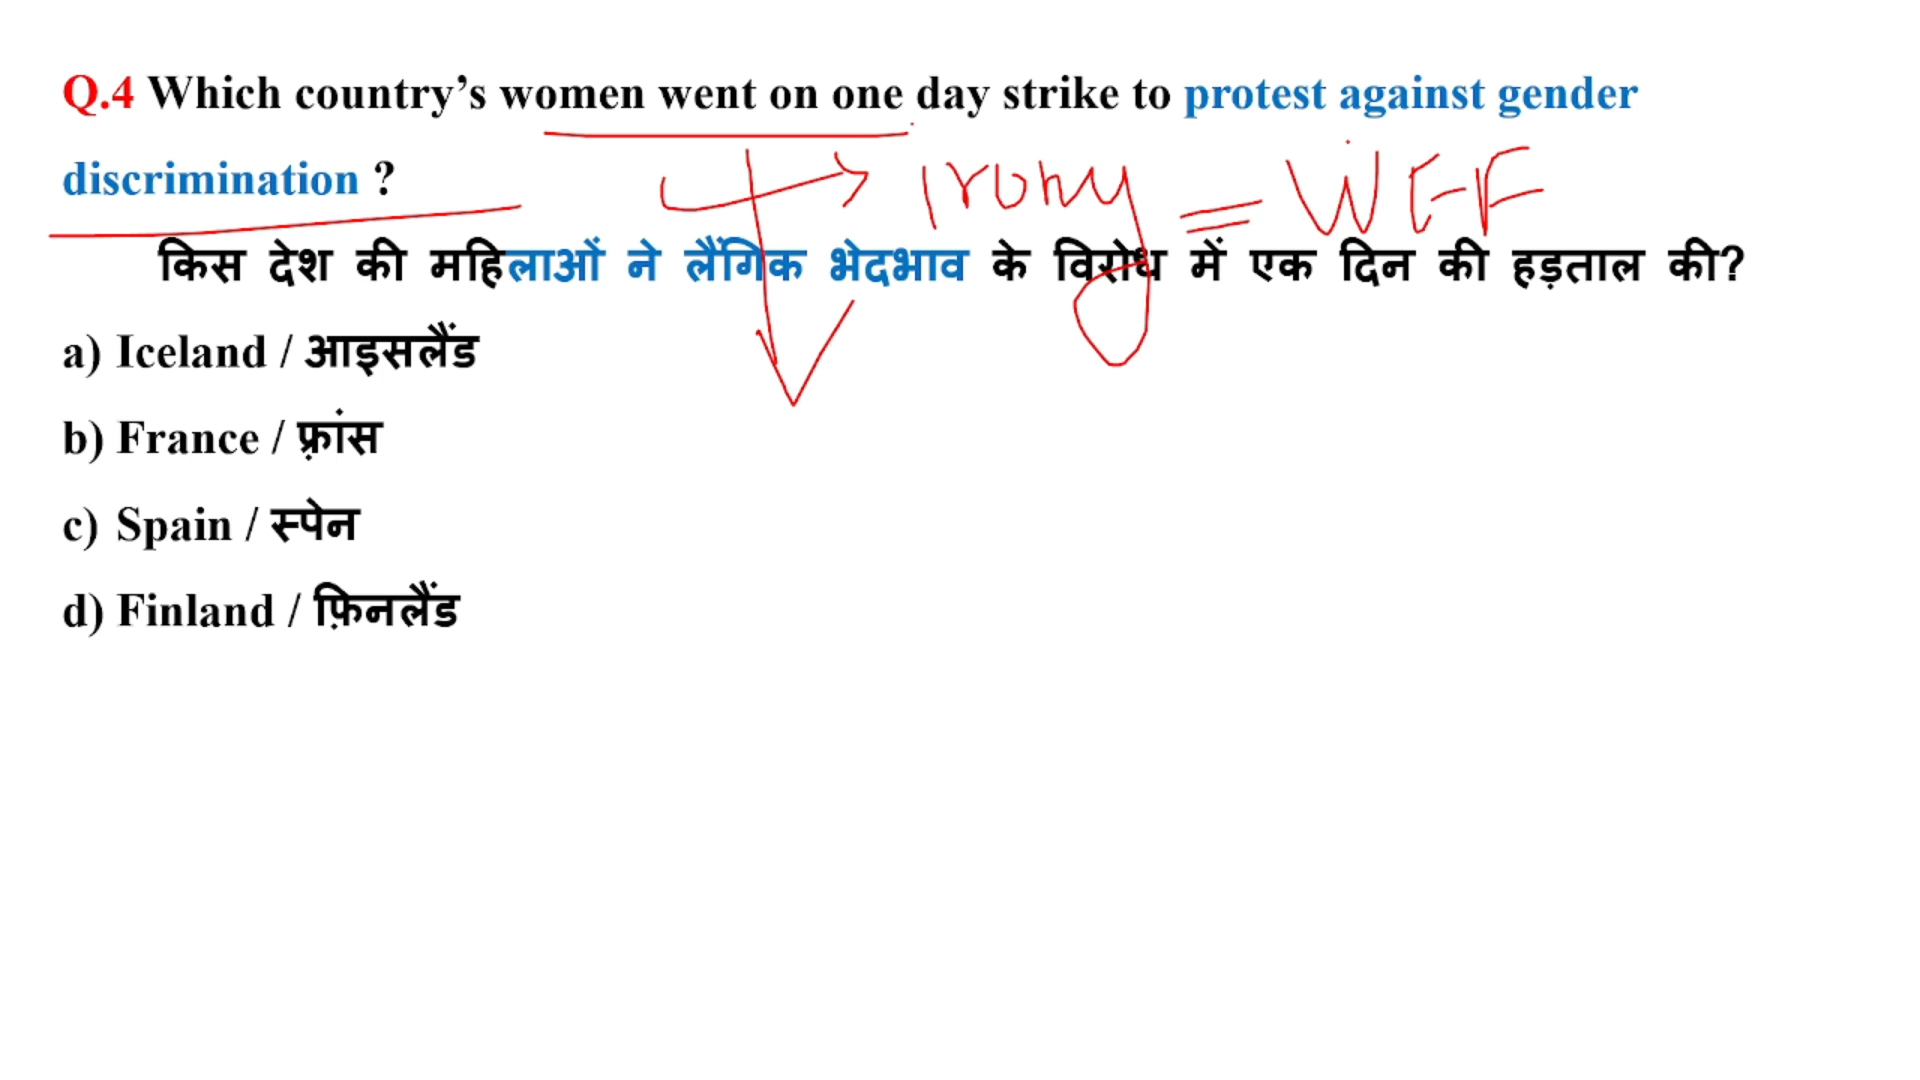 Q.4 Which country’s women went on one day strike to protest against gender
discrimination ?
Irony = WEF
किस देश की महिलाओं ने लैंगिक भेदभाव के विरोध में एक दिन की हड़ताल की?
a) Iceland / आइसलैंड
b) France / फ़्रांस
c) Spain / स्पेन
d) Finland / फ़िनलैंड